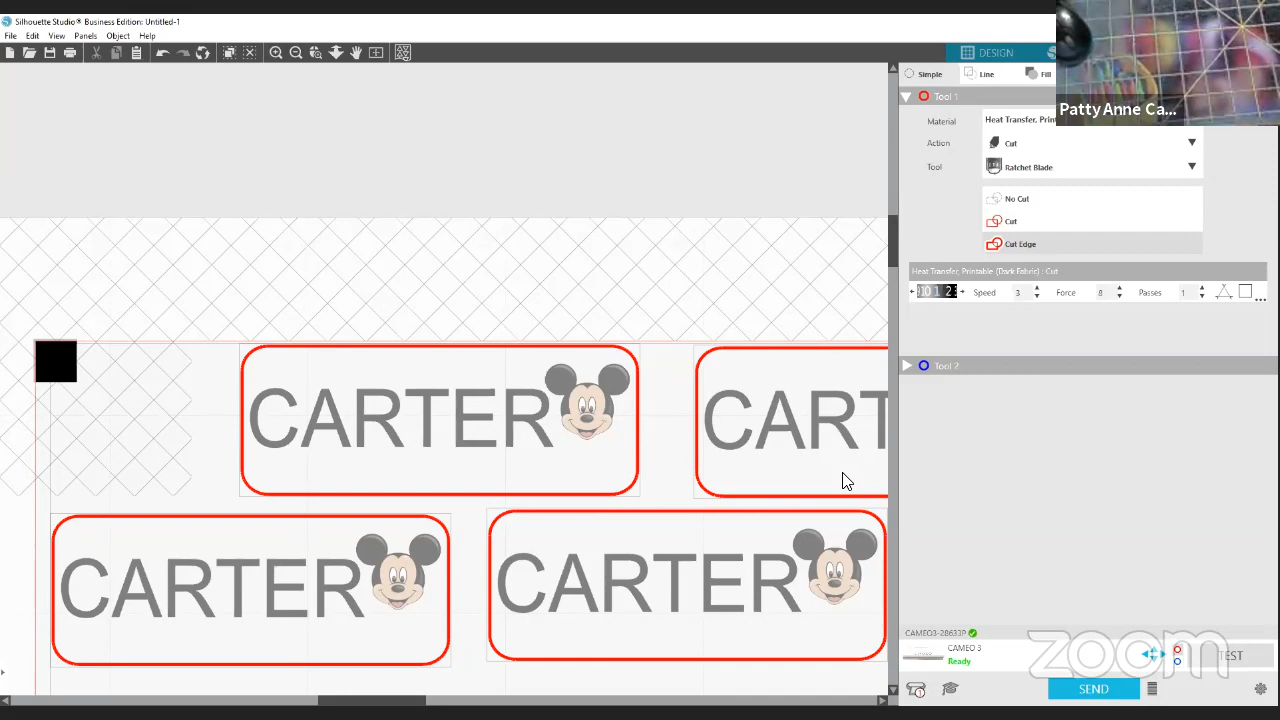 Silhouette Studio® Business Edition: Untitled-1
File Edit View Panels Object Help
DESIGN
Simple Line Fill
Patty Anne Ca...
Tool 1
Material Heat Transfer, Prin
Action Cut
Tool Ratchet Blade
No Cut
Cut
Cut Edge
Heat Transfer, Printable (Dark Fabric) : Cut
Speed 3 Force 8 Passes 1
Tool 2
CARTER
CART
CARTER
CARTER
CAMEO3-28633P
CAMEO 3
Ready
TEST
zoom
SEND